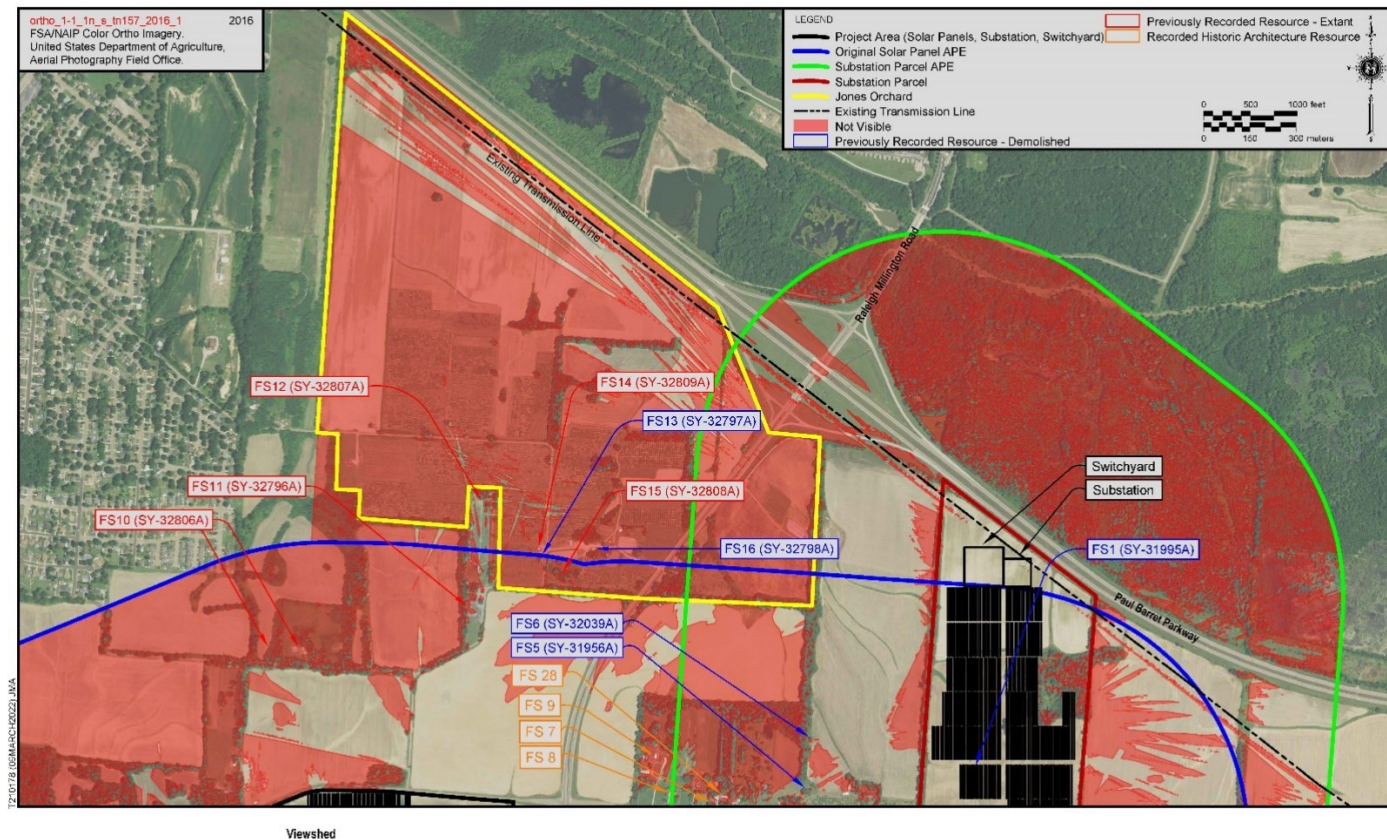 ortho_1-1_1n_s_tn157_2016_1 2016
FSA/NAIP Color Ortho Imagery.
United States Department of Agriculture,
Aerial Photography Field Office.
LEGEND
Project Area (Solar Panels, Substation, Switchyard)
Original Solar Panel APE
Substation Parcel APE
Substation Parcel
Jones Orchard
Existing Transmission Line
Not Visible
Previously Recorded Resource - Demolished
Previously Recorded Resource - Extant
Recorded Historic Architecture Resource
0 500 1000 feet
0 150 300 meters
Existing Transmission Line
Raleigh Millington Road
FS12 (SY-32807A)
FS14 (SY-32809A)
FS13 (SY-32797A)
FS11 (SY-32796A)
FS15 (SY-32808A)
FS10 (SY-32806A)
FS16 (SY-32798A)
Switchyard
Substation
FS1 (SY-31995A)
Paul Barret Parkway
FS6 (SY-32039A)
FS5 (SY-31956A)
FS 28
FS 9
FS 7
FS 8
T210178 (09MARCH2022) JMA
Viewshed